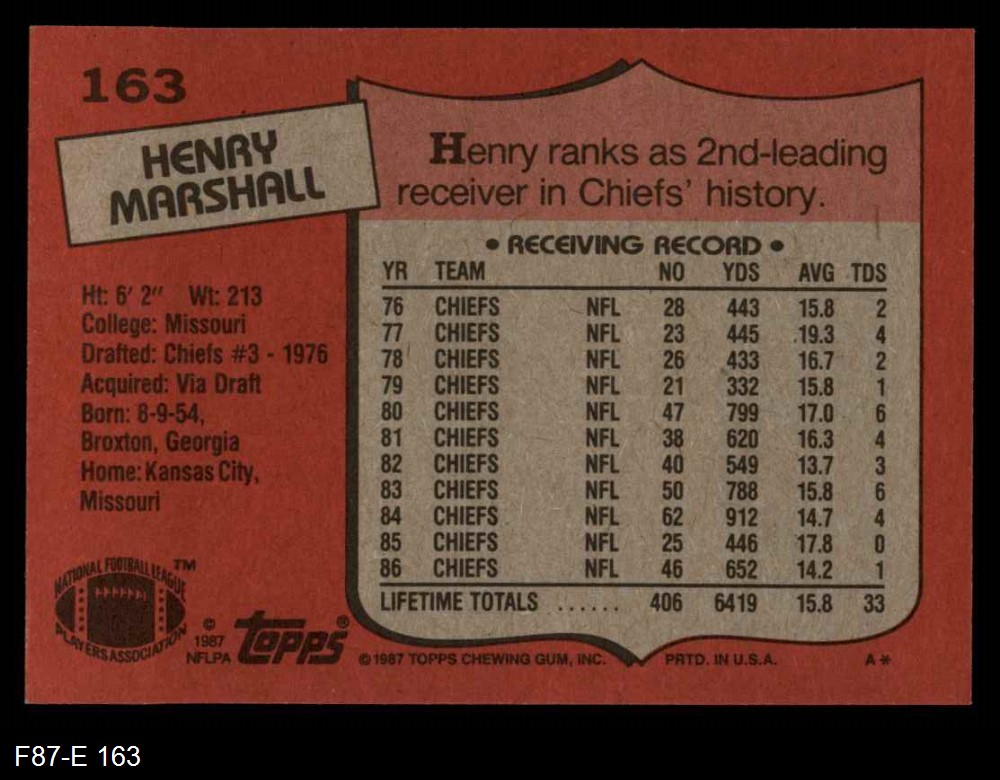 163
HENRY
MARSHALL
Henry ranks as 2nd-leading
receiver in Chiefs' history.
Ht: 6' 2" Wt: 213
College: Missouri
Drafted: Chiefs #3 - 1976
Acquired: Via Draft
Born: 8-9-54,
Broxton, Georgia
Home: Kansas City,
Missouri
• RECEIVING RECORD •
YR TEAM NO YDS AVG TDS
76 CHIEFS NFL 28 443 15.8 2
77 CHIEFS NFL 23 445 19.3 4
78 CHIEFS NFL 26 433 16.7 2
79 CHIEFS NFL 21 332 15.8 1
80 CHIEFS NFL 47 799 17.0 6
81 CHIEFS NFL 38 620 16.3 4
82 CHIEFS NFL 40 549 13.7 3
83 CHIEFS NFL 50 788 15.8 6
84 CHIEFS NFL 62 912 14.7 4
85 CHIEFS NFL 25 446 17.8 0
86 CHIEFS NFL 46 652 14.2 1
LIFETIME TOTALS ...... 406 6419 15.8 33
NATIONAL FOOTBALL LEAGUE ™
PLAYERS ASSOCIATION
© 1987
NFLPA
topps®
© 1987 TOPPS CHEWING GUM, INC. PRTD. IN U.S.A. A*
F87-E 163